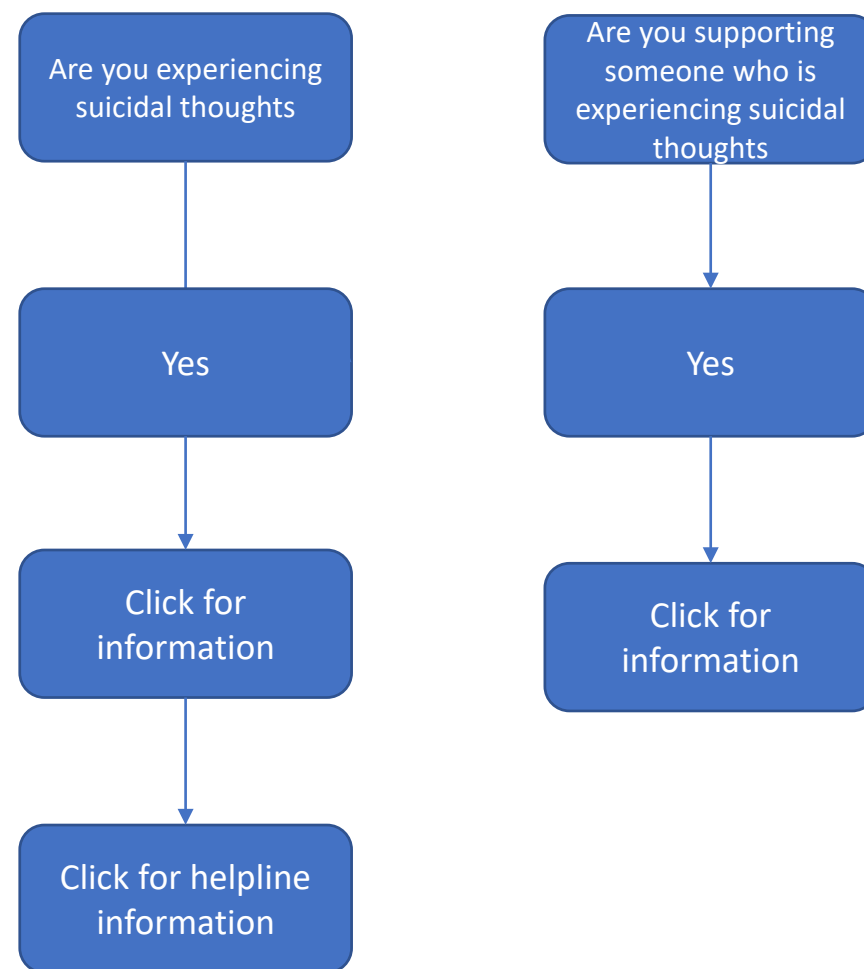 Are you experiencing
suicidal thoughts
Yes
Click for
information
Click for helpline
information
Are you supporting
someone who is
experiencing suicidal
thoughts
Yes
Click for
information